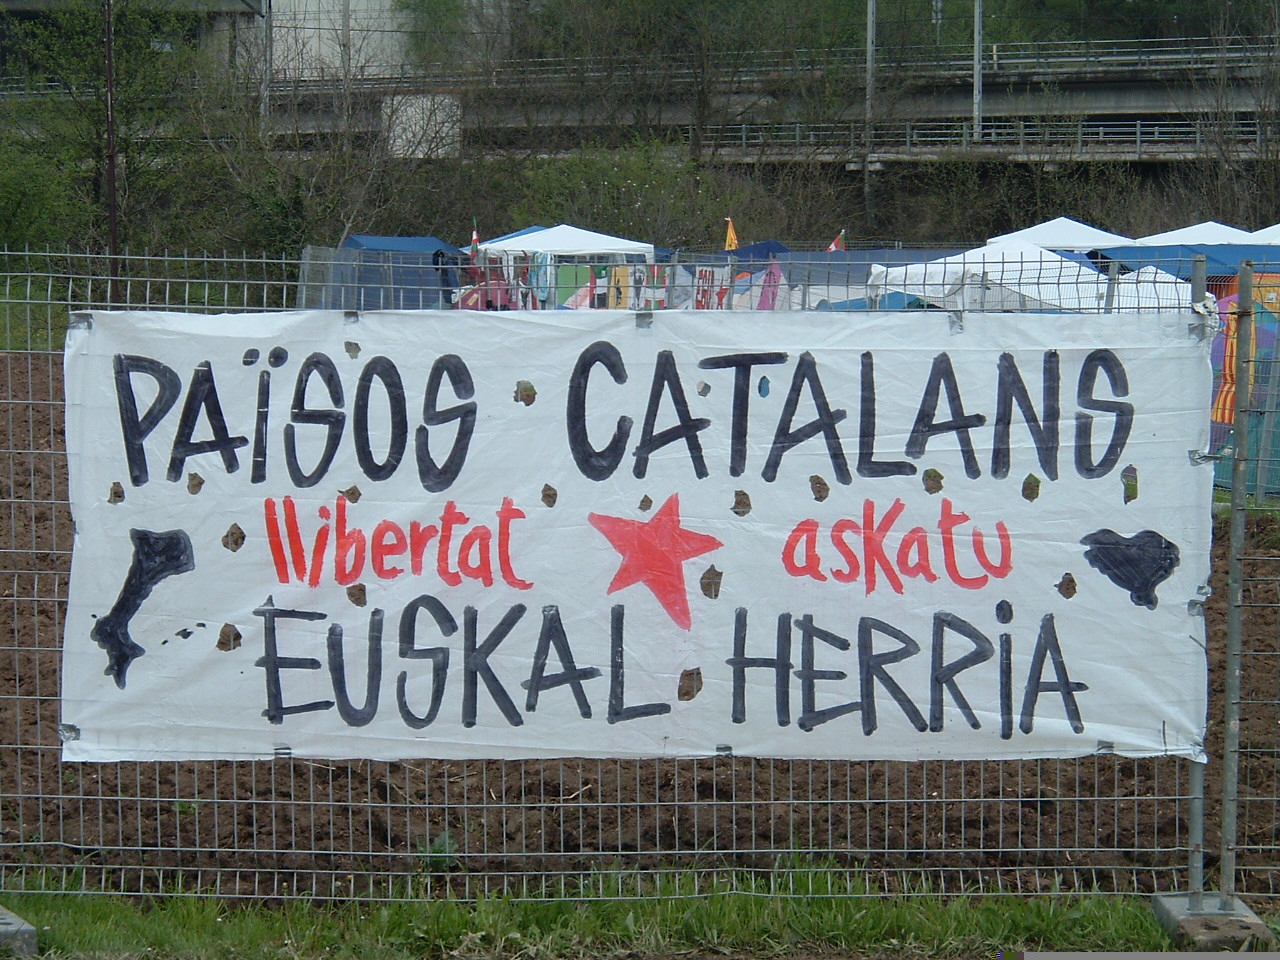 PAÏSOS CATALANS
llibertat askatu
EUSKAL HERRiA